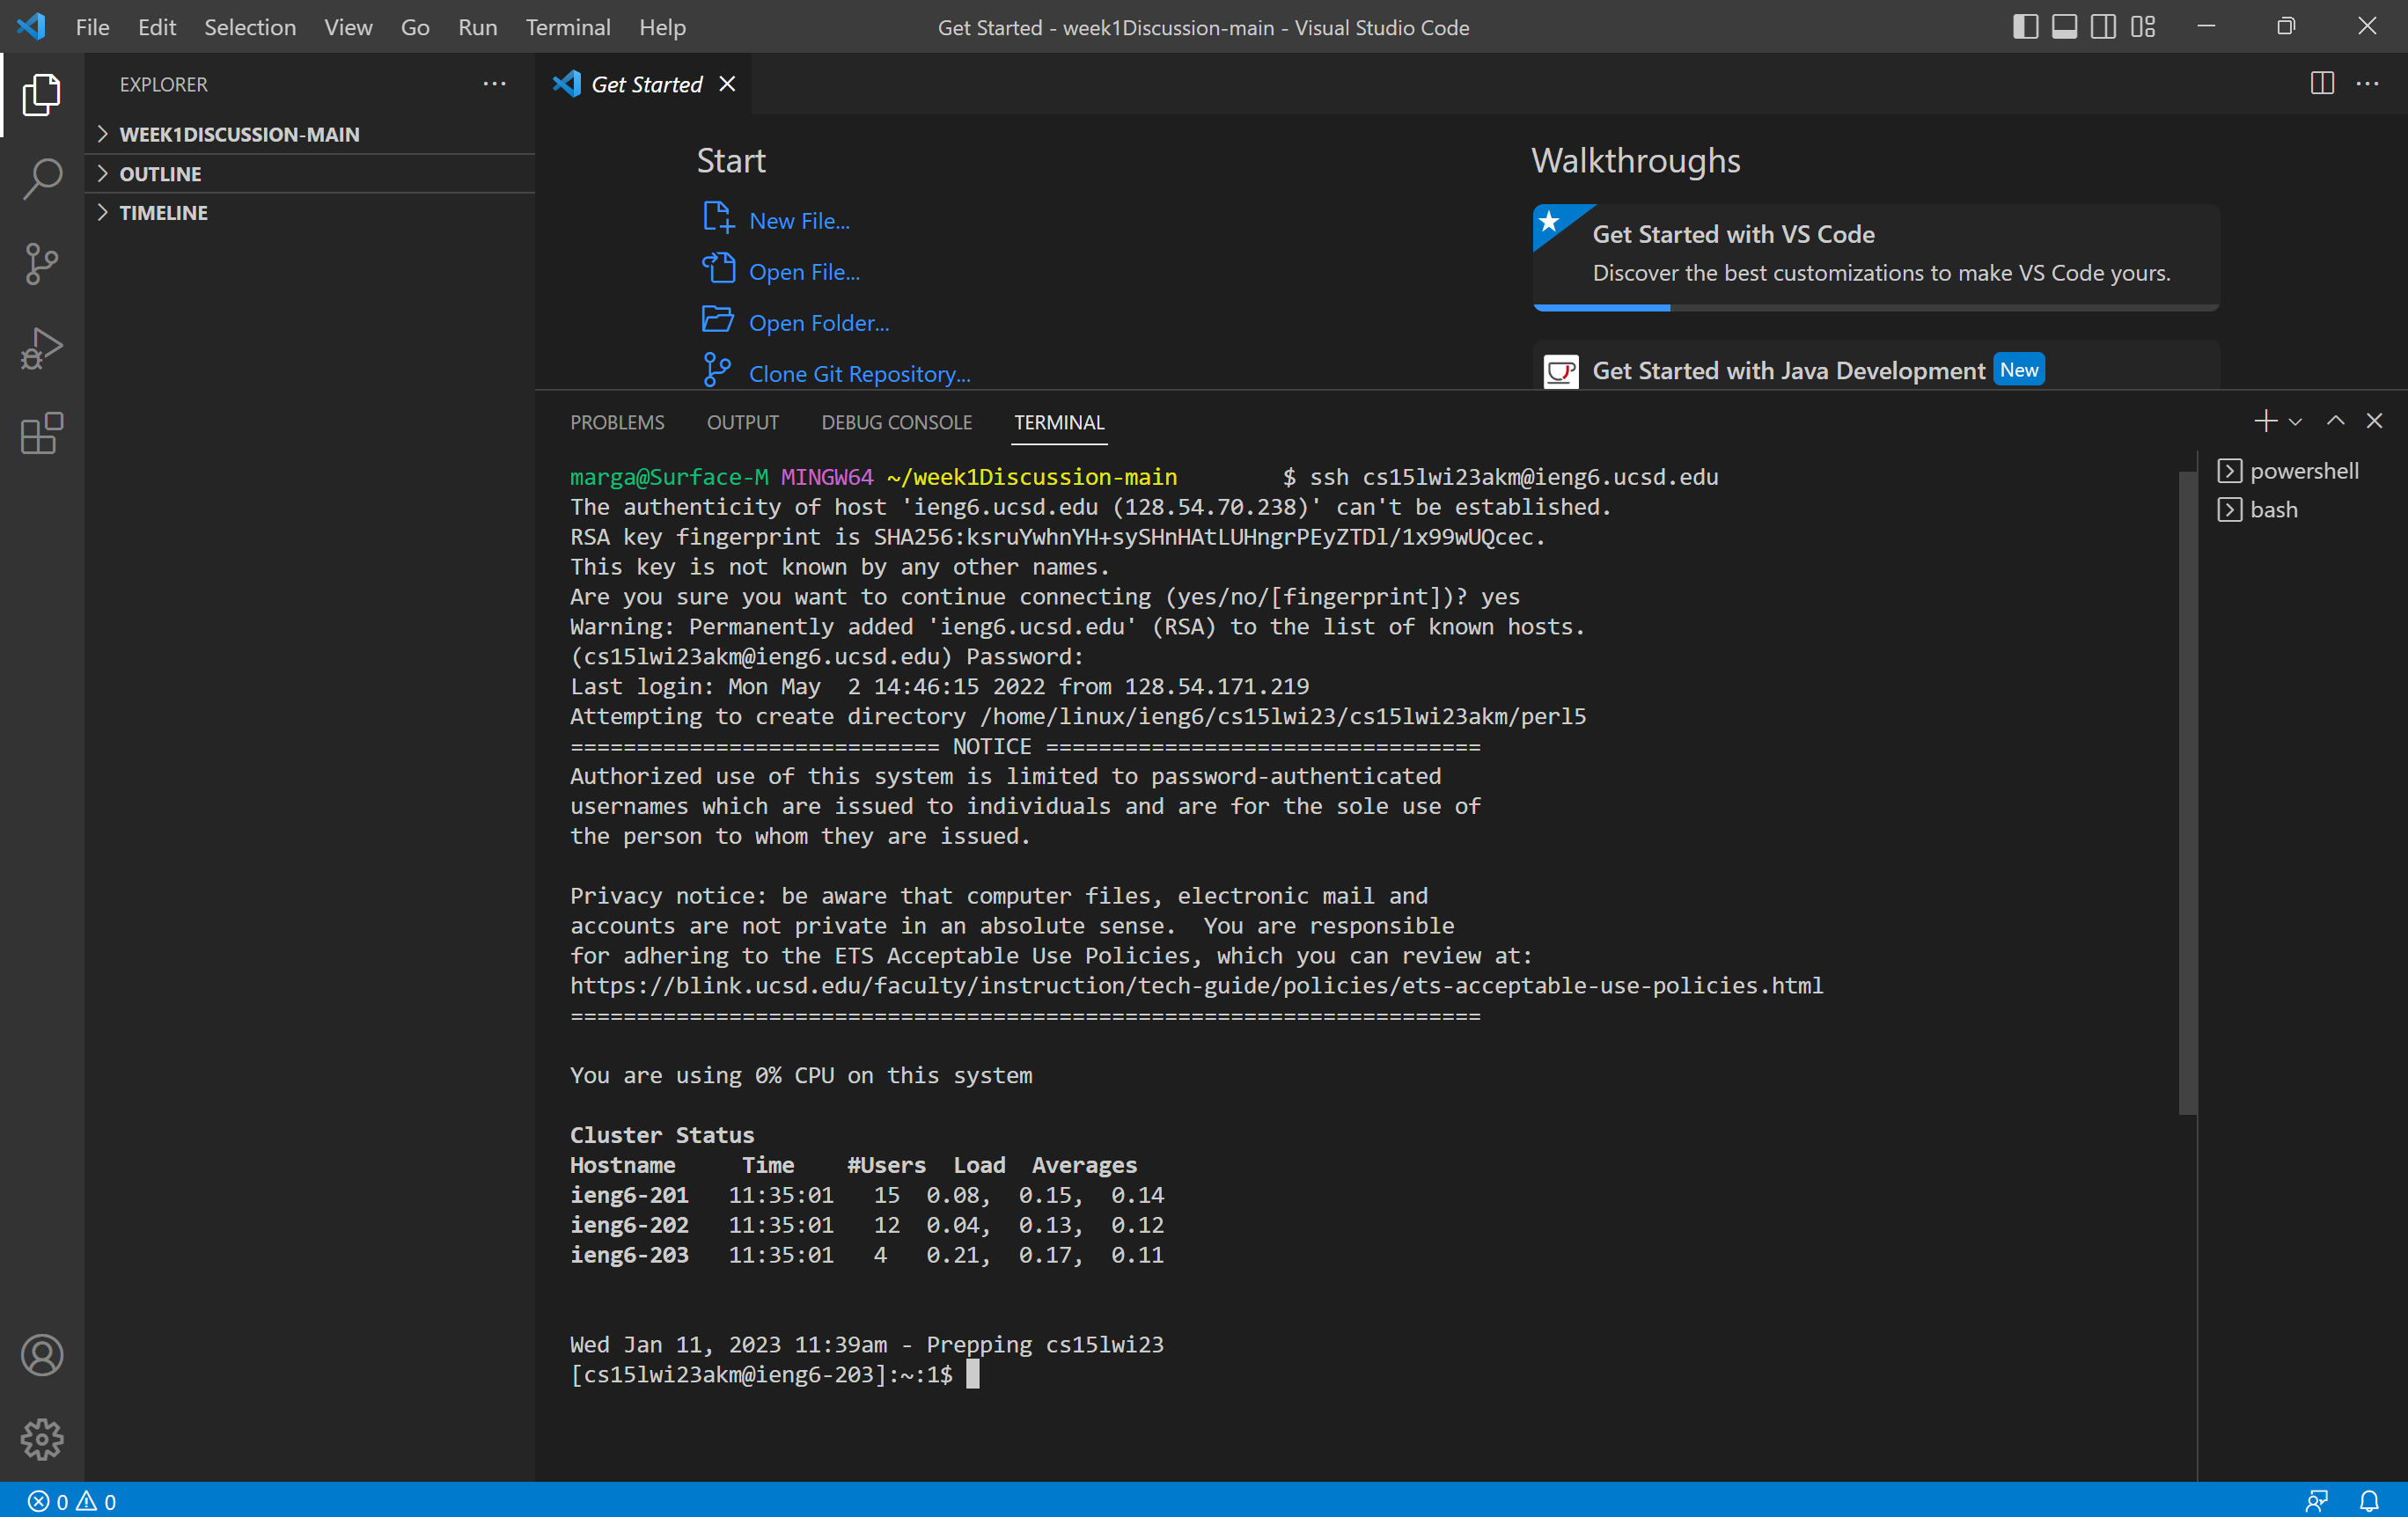 File Edit Selection View Go Run Terminal Help
Get Started - week1Discussion-main - Visual Studio Code
EXPLORER
WEEK1DISCUSSION-MAIN
OUTLINE
TIMELINE
Get Started
Start
New File...
Open File...
Open Folder...
Clone Git Repository...
Walkthroughs
Get Started with VS Code
Discover the best customizations to make VS Code yours.
Get Started with Java Development New
PROBLEMS OUTPUT DEBUG CONSOLE TERMINAL
marga@Surface-M MINGW64 ~/week1Discussion-main $ ssh cs15lwi23akm@ieng6.ucsd.edu
The authenticity of host 'ieng6.ucsd.edu (128.54.70.238)' can't be established.
RSA key fingerprint is SHA256:ksruYwhnYH+sySHnHAtLUHngrPEyZTDl/1x99wUQcec.
This key is not known by any other names.
Are you sure you want to continue connecting (yes/no/[fingerprint])? yes
Warning: Permanently added 'ieng6.ucsd.edu' (RSA) to the list of known hosts.
(cs15lwi23akm@ieng6.ucsd.edu) Password:
Last login: Mon May  2 14:46:15 2022 from 128.54.171.219
Attempting to create directory /home/linux/ieng6/cs15lwi23/cs15lwi23akm/perl5
============================ NOTICE =================================
Authorized use of this system is limited to password-authenticated
usernames which are issued to individuals and are for the sole use of
the person to whom they are issued.
Privacy notice: be aware that computer files, electronic mail and
accounts are not private in an absolute sense.  You are responsible
for adhering to the ETS Acceptable Use Policies, which you can review at:
https://blink.ucsd.edu/faculty/instruction/tech-guide/policies/ets-acceptable-use-policies.html
=====================================================================
You are using 0% CPU on this system
Cluster Status
Hostname     Time    #Users  Load  Averages
ieng6-201   11:35:01   15  0.08,  0.15,  0.14
ieng6-202   11:35:01   12  0.04,  0.13,  0.12
ieng6-203   11:35:01   4   0.21,  0.17,  0.11
Wed Jan 11, 2023 11:39am - Prepping cs15lwi23
[cs15lwi23akm@ieng6-203]:~:1$
powershell
bash
0 0